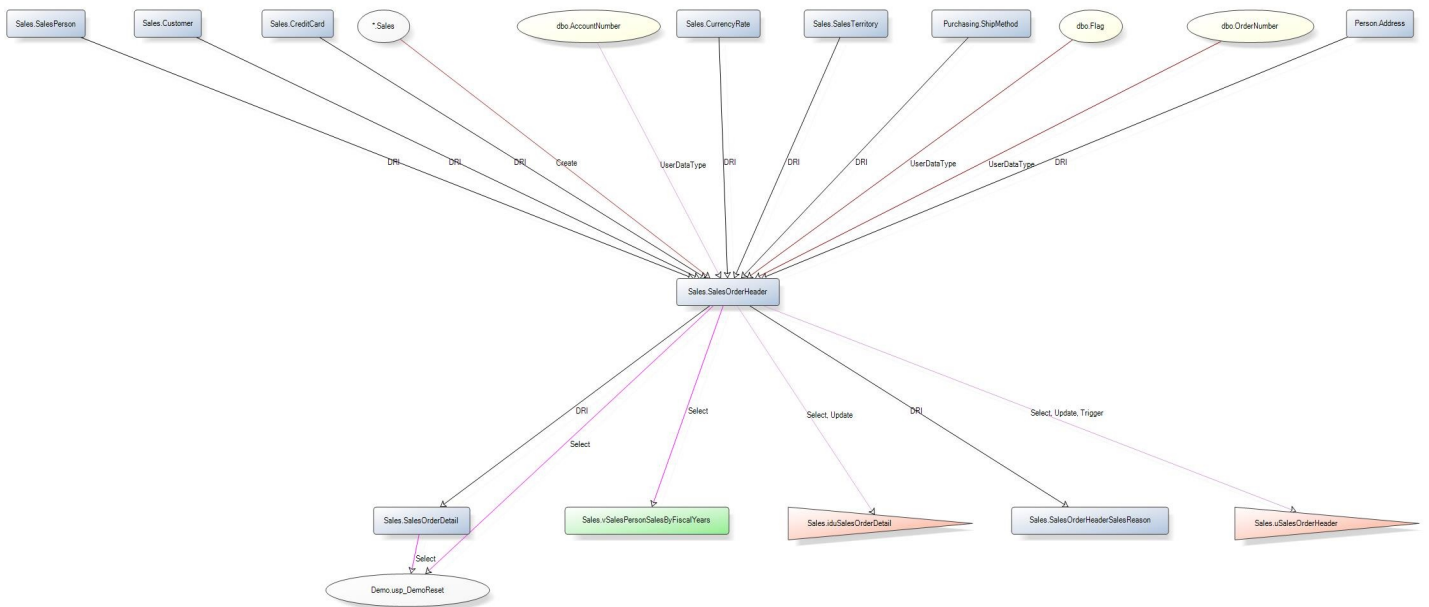 Sales.SalesPerson
Sales.Customer
Sales.CreditCard
*.Sales
dbo.AccountNumber
Sales.CurrencyRate
Sales.SalesTerritory
Purchasing.ShipMethod
dbo.Flag
dbo.OrderNumber
Person.Address
DRI
DRI
DRI
Create
UserDataType
DRI
DRI
DRI
UserDataType
UserDataType
DRI
Sales.SalesOrderHeader
DRI
Select
Select
Select, Update
DRI
Select, Update, Trigger
Sales.SalesOrderDetail
Sales.vSalesPersonSalesByFiscalYears
Sales.iduSalesOrderDetail
Sales.SalesOrderHeaderSalesReason
Sales.uSalesOrderHeader
Select
Demo.usp_DemoReset